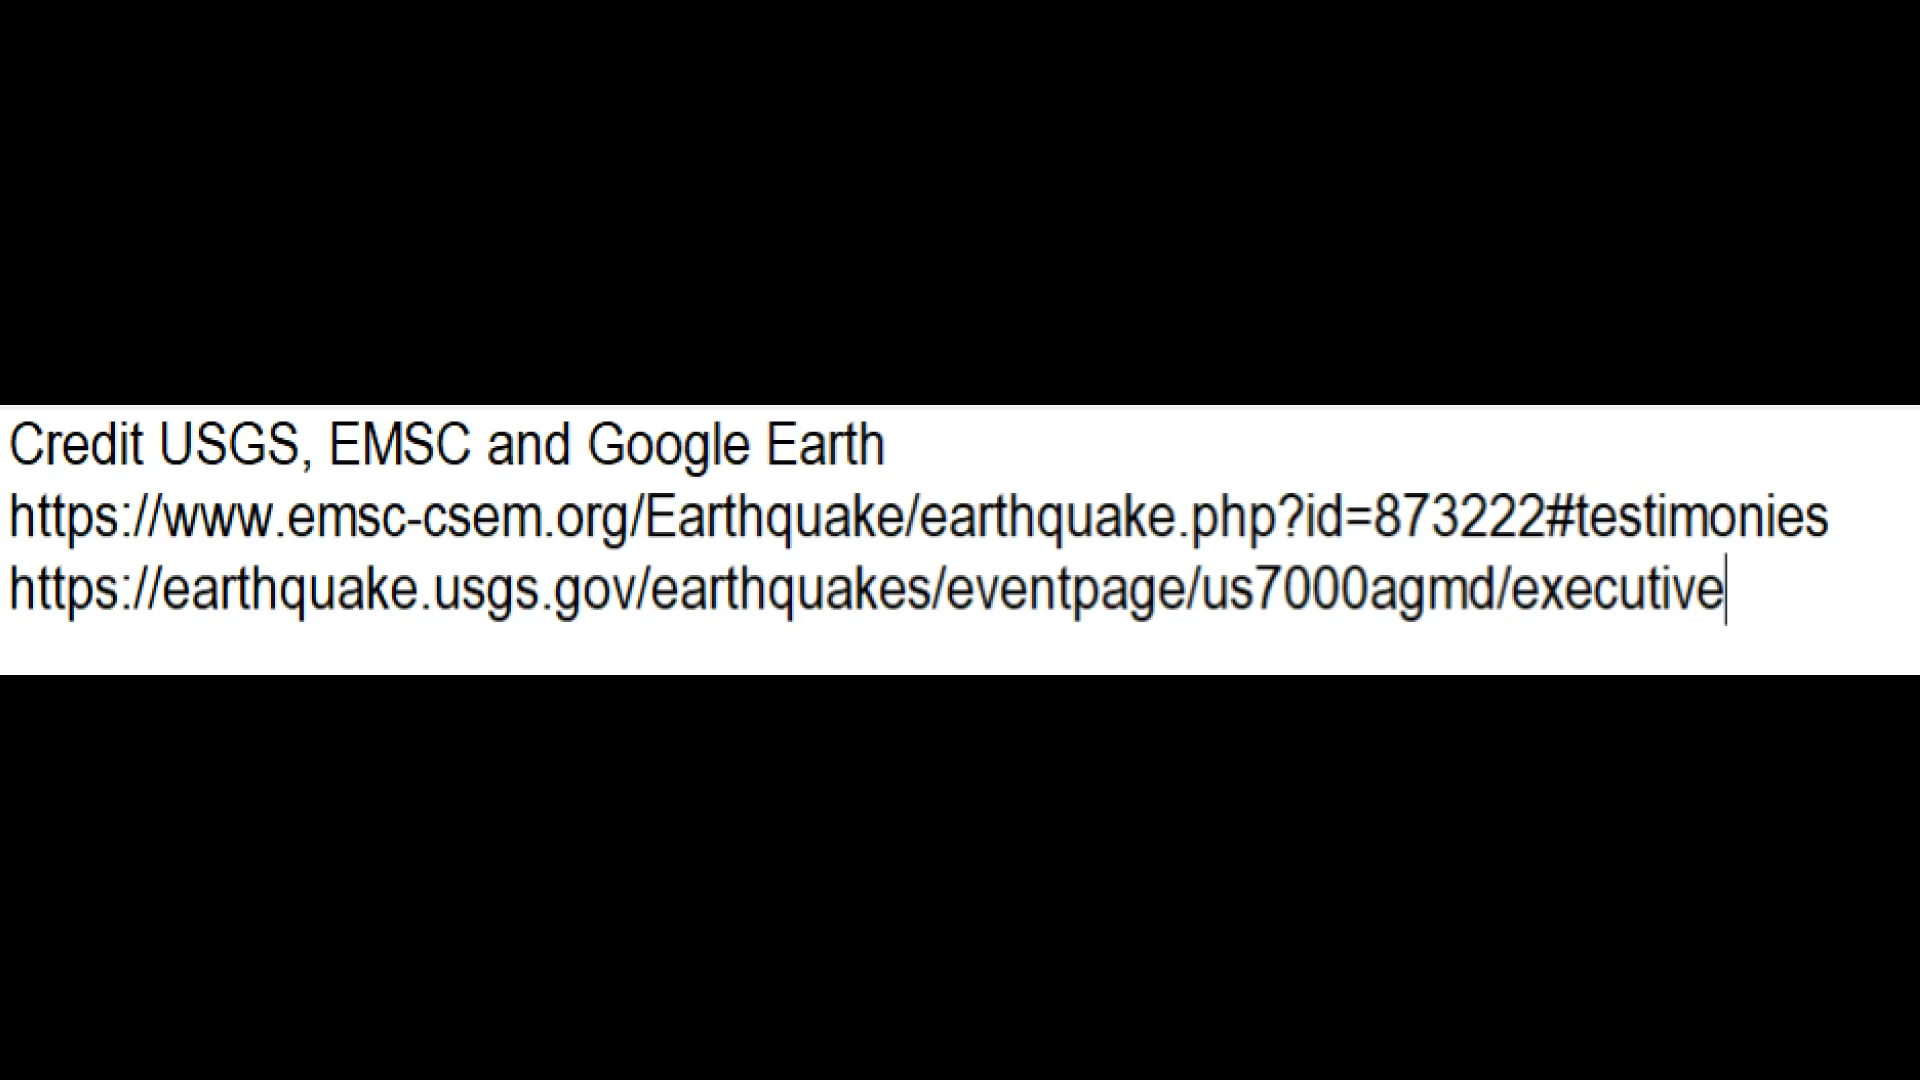 Credit USGS, EMSC and Google Earth
https://www.emsc-csem.org/Earthquake/earthquake.php?id=873222#testimonies
https://earthquake.usgs.gov/earthquakes/eventpage/us7000agmd/executive